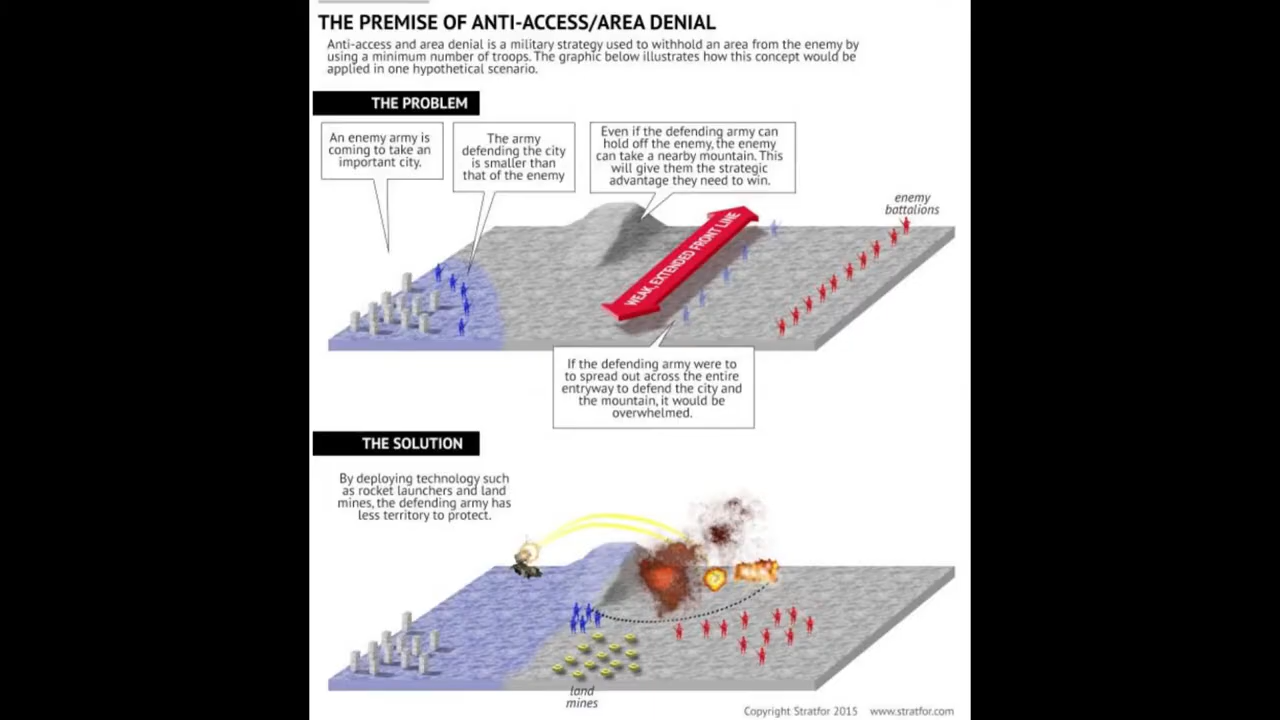 THE PREMISE OF ANTI-ACCESS/AREA DENIAL
Anti-access and area denial is a military strategy used to withhold an area from the enemy by
using a minimum number of troops. The graphic below illustrates how this concept would be
applied in one hypothetical scenario.
THE PROBLEM
An enemy army is
coming to take an
important city.
The army
defending the city
is smaller than
that of the enemy
Even if the defending army can
hold off the enemy, the enemy
can take a nearby mountain. This
will give them the strategic
advantage they need to win.
enemy
battalions
WEAK, EXTENDED FRONT LINE
If the defending army were to
to spread out across the entire
entryway to defend the city and
the mountain, it would be
overwhelmed.
THE SOLUTION
By deploying technology such
as rocket launchers and land
mines, the defending army has
less territory to protect.
land
mines
Copyright Stratfor 2015 www.stratfor.com